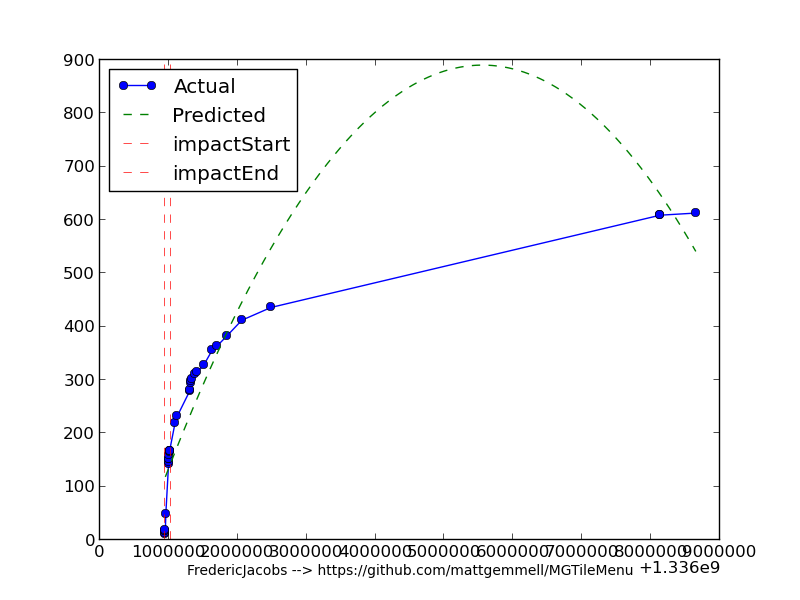 900
800
700
600
500
400
300
200
100
0
Actual
Predicted
impactStart
impactEnd
0 1000000 2000000 3000000 4000000 5000000 6000000 7000000 8000000 9000000
+1.336e9
FredericJacobs --> https://github.com/mattgemmell/MGTileMenu